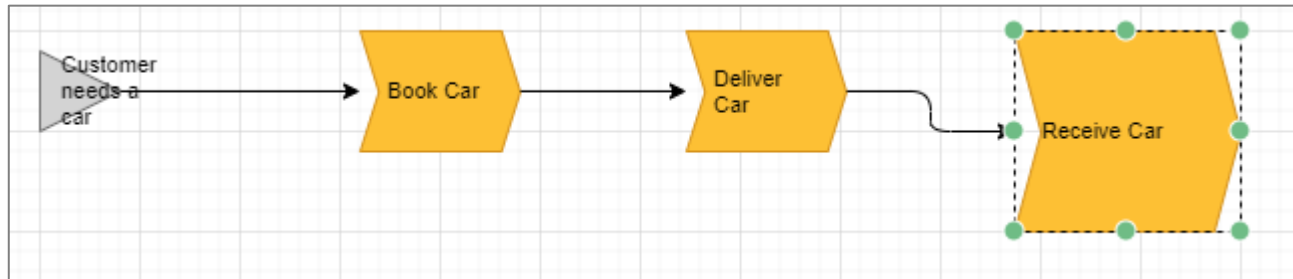 Customer
needs a
car
Book Car
Deliver
Car
Receive Car